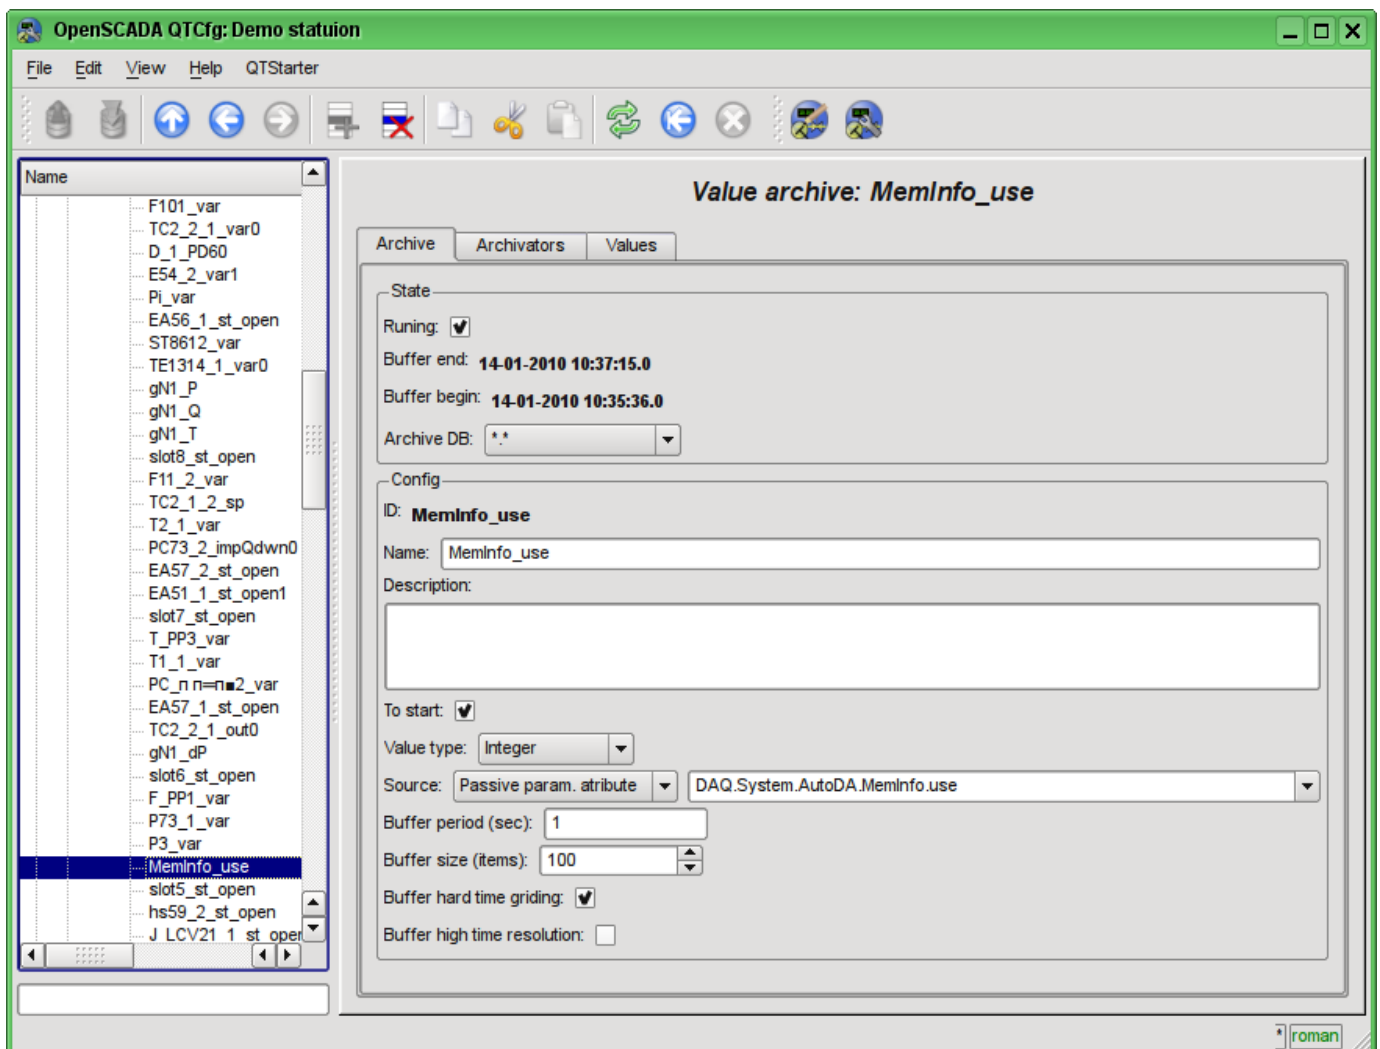 OpenSCADA QTCfg: Demo statuion
File Edit View Help QTStarter
Name
F101_var
TC2_2_1_var0
D_1_PD60
E54_2_var1
Pi_var
EA56_1_st_open
ST8612_var
TE1314_1_var0
gN1_P
gN1_Q
gN1_T
slot8_st_open
F11_2_var
TC2_1_2_sp
T2_1_var
PC73_2_impQdwn0
EA57_2_st_open
EA51_1_st_open1
slot7_st_open
T_PP3_var
T1_1_var
PC_п п═п■2_var
EA57_1_st_open
TC2_2_1_out0
gN1_dP
slot6_st_open
F_PP1_var
P73_1_var
P3_var
MemInfo_use
slot5_st_open
hs59_2_st_open
J_LCV21_1_st_oper
Value archive: MemInfo_use
Archive Archivators Values
State
Runing:
Buffer end: 14-01-2010 10:37:15.0
Buffer begin: 14-01-2010 10:35:36.0
Archive DB: *.*
Config
ID: MemInfo_use
Name: MemInfo_use
Description:
To start:
Value type: Integer
Source: Passive param. atribute DAQ.System.AutoDA.MemInfo.use
Buffer period (sec): 1
Buffer size (items): 100
Buffer hard time griding:
Buffer high time resolution:
* roman